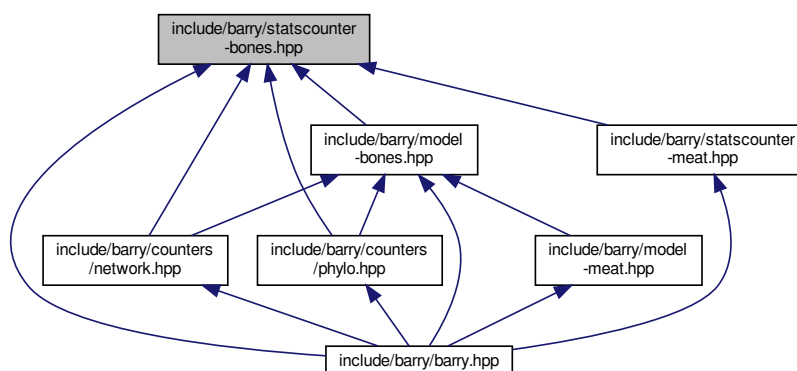 include/barry/statscounter
-bones.hpp
include/barry/model
-bones.hpp
include/barry/statscounter
-meat.hpp
include/barry/counters
/network.hpp
include/barry/counters
/phylo.hpp
include/barry/model
-meat.hpp
include/barry/barry.hpp